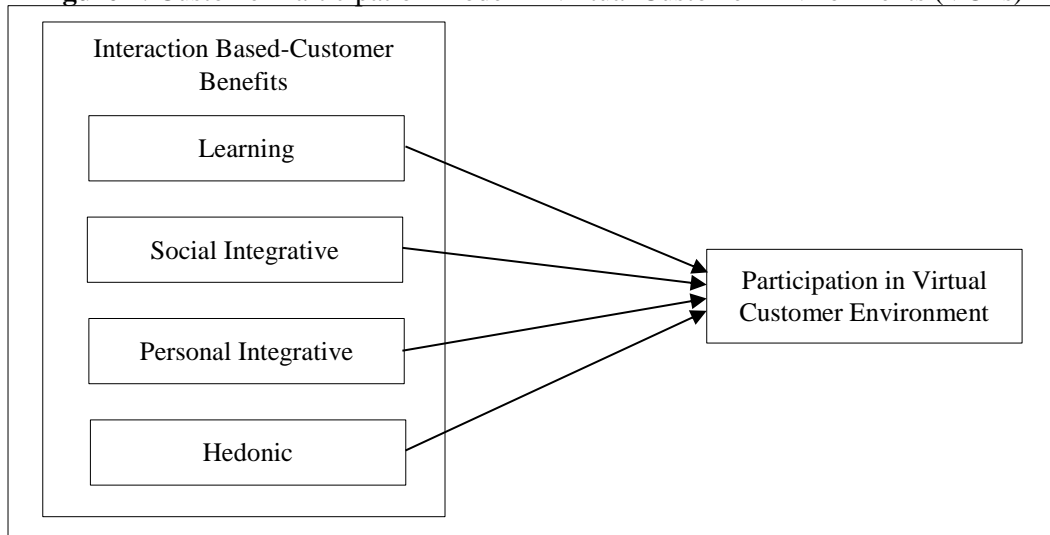 Interaction Based-Customer
Benefits
Learning
Social Integrative
Personal Integrative
Hedonic
Participation in Virtual
Customer Environment